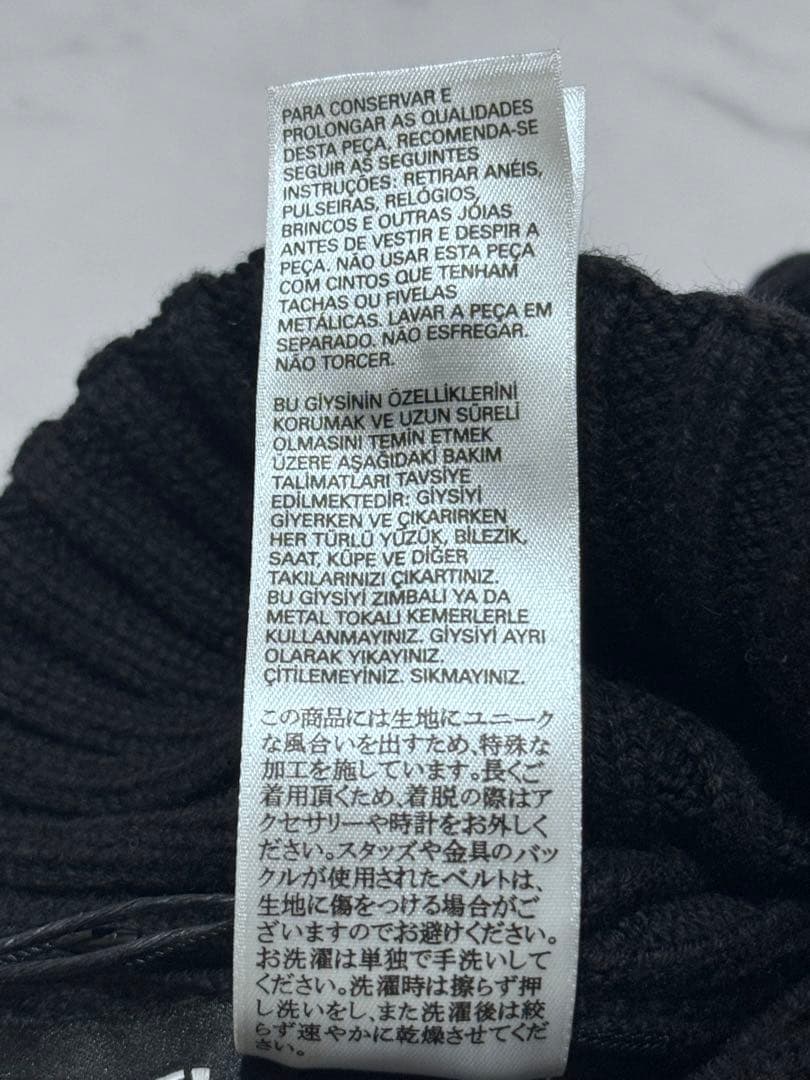 PARA CONSERVAR E
PROLONGAR AS QUALIDADES
DESTA PEÇA, RECOMENDA-SE
SEGUIR AS SEGUINTES
INSTRUÇÕES: RETIRAR ANÉIS,
PULSEIRAS, RELÓGIOS,
BRINCOS E OUTRAS JÓIAS
ANTES DE VESTIR E DESPIR A
PEÇA. NÃO USAR ESTA PEÇA
COM CINTOS QUE TENHAM
TACHAS OU FIVELAS
METÁLICAS. LAVAR A PEÇA EM
SEPARADO. NÃO ESFREGAR.
NÃO TORCER.
BU GİYSİNİN ÖZELLİKLERİNİ
KORUMAK VE UZUN SÜRELİ
OLMASINI TEMİN ETMEK
ÜZERE AŞAĞIDAKİ BAKIM
TALİMATLARI TAVSİYE
EDİLMEKTEDİR: GİYSİYİ
GİYERKEN VE ÇIKARIRKEN
HER TÜRLÜ YÜZÜK, BİLEZİK,
SAAT, KÜPE VE DİĞER
TAKILARINIZI ÇIKARTINIZ.
BU GİYSİYİ ZIMBALI YA DA
METAL TOKALI KEMERLERLE
KULLANMAYINIZ. GİYSİYİ AYRI
OLARAK YIKAYINIZ.
ÇİTİLEMEYİNİZ. SIKMAYINIZ.
この商品には生地にユニーク
な風合いを出すため、特殊な
加工を施しています。長くご
着用頂くため、着脱の際はア
クセサリーや時計をお外しく
ださい。スタッズや金具のバッ
クルが使用されたベルトは、
生地に傷をつける場合がご
ざいますのでお避けください。
お洗濯は単独で手洗いして
ください。洗濯時は擦らず押
し洗いをし、また洗濯後は絞
らず速やかに乾燥させてくだ
さい。